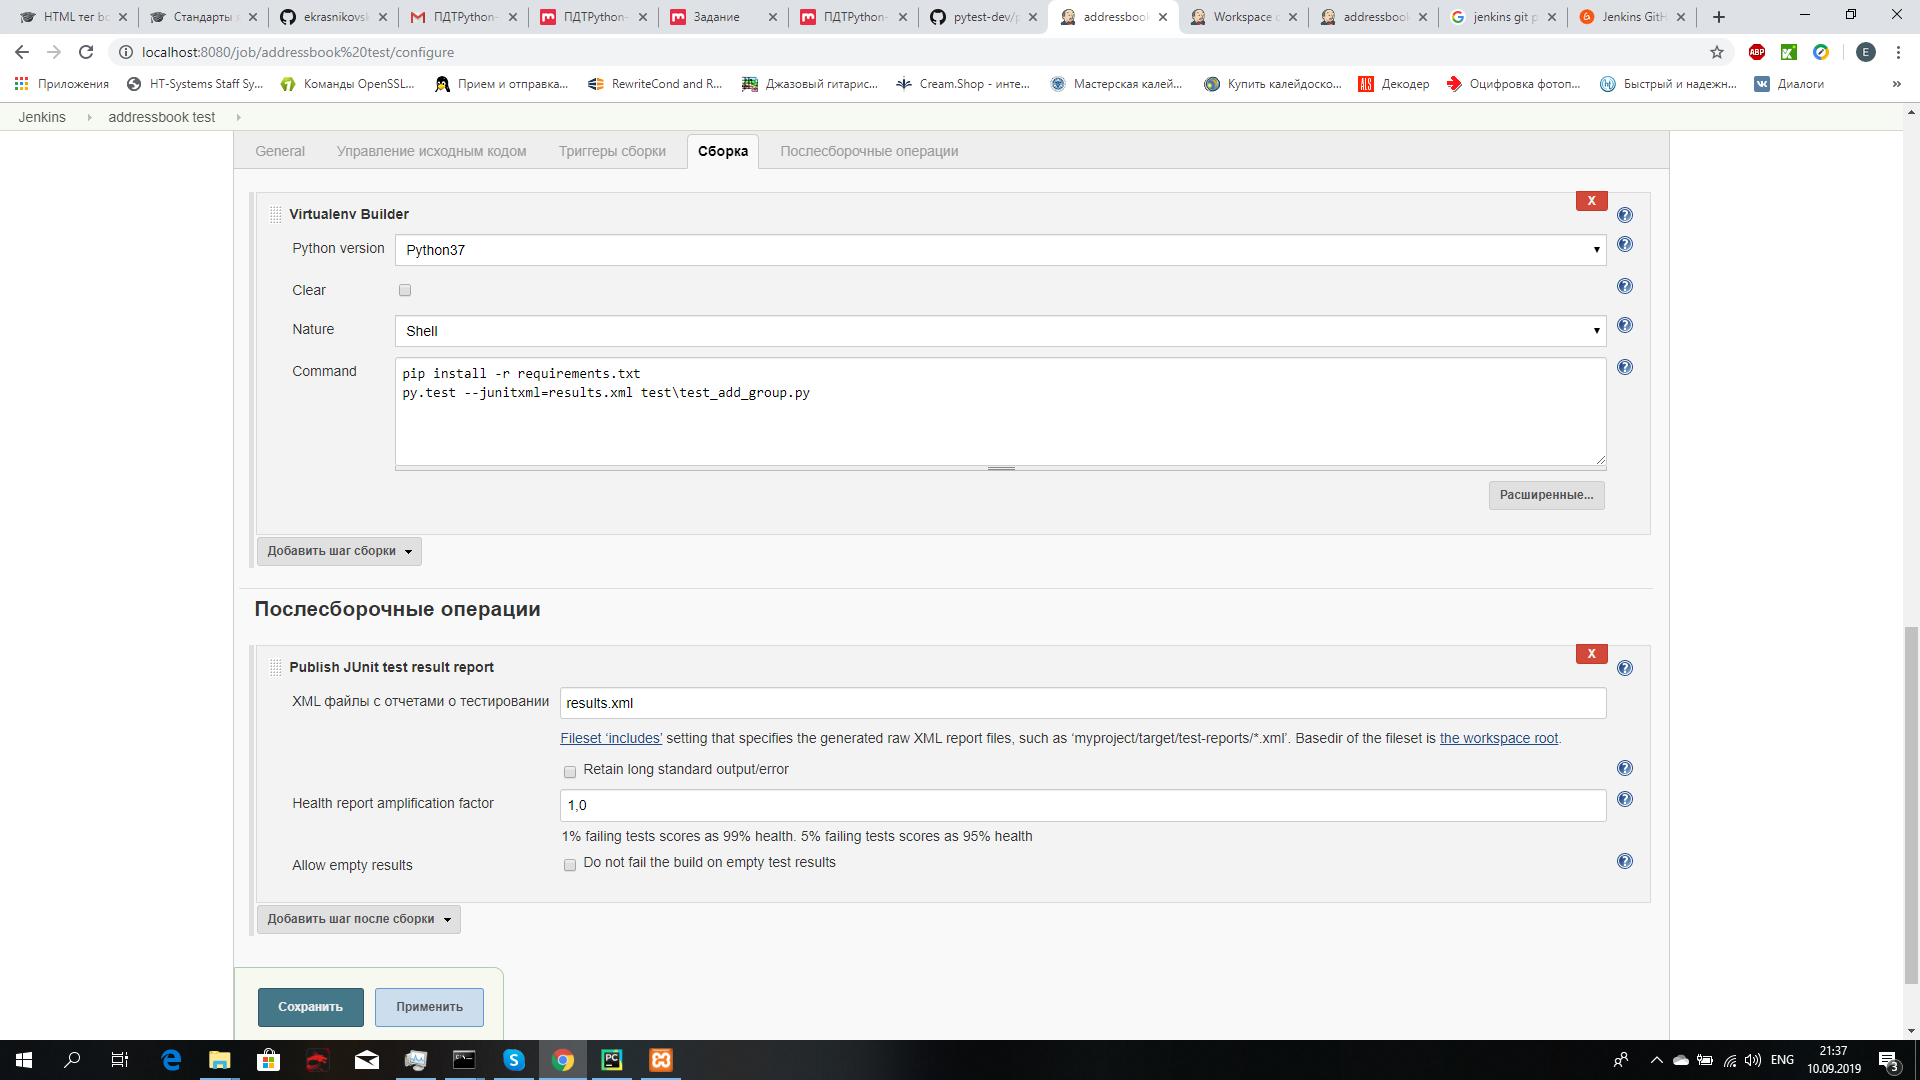 HTML тег bo
Стандарты я
ekrasnikovsk
ПДТPython-
ПДТPython-
Задание
ПДТPython-
pytest-dev/p
addressbook
Workspace o
addressbook
jenkins git p
Jenkins GitH
localhost:8080/job/addressbook%20test/configure
ABP
E
Приложения
HT-Systems Staff Sy...
Команды OpenSSL...
Прием и отправка...
RewriteCond and R...
Джазовый гитарис...
Cream.Shop - инте...
Мастерская калей...
Купить калейдоско...
Декодер
Оцифровка фотоп...
Быстрый и надежн...
Диалоги
»
Jenkins
addressbook test
General
Управление исходным кодом
Триггеры сборки
Сборка
Послесборочные операции
X
Virtualenv Builder
Python version
Python37
Clear
Nature
Shell
Command
pip install -r requirements.txt
py.test --junitxml=results.xml test\test_add_group.py
Расширенные...
Добавить шаг сборки
Послесборочные операции
X
Publish JUnit test result report
XML файлы с отчетами о тестировании
results.xml
Fileset ‘includes’ setting that specifies the generated raw XML report files, such as ‘myproject/target/test-reports/*.xml’. Basedir of the fileset is the workspace root.
Retain long standard output/error
Health report amplification factor
1,0
1% failing tests scores as 99% health. 5% failing tests scores as 95% health
Allow empty results
Do not fail the build on empty test results
Добавить шаг после сборки
Сохранить
Применить
ENG
21:37
10.09.2019
3